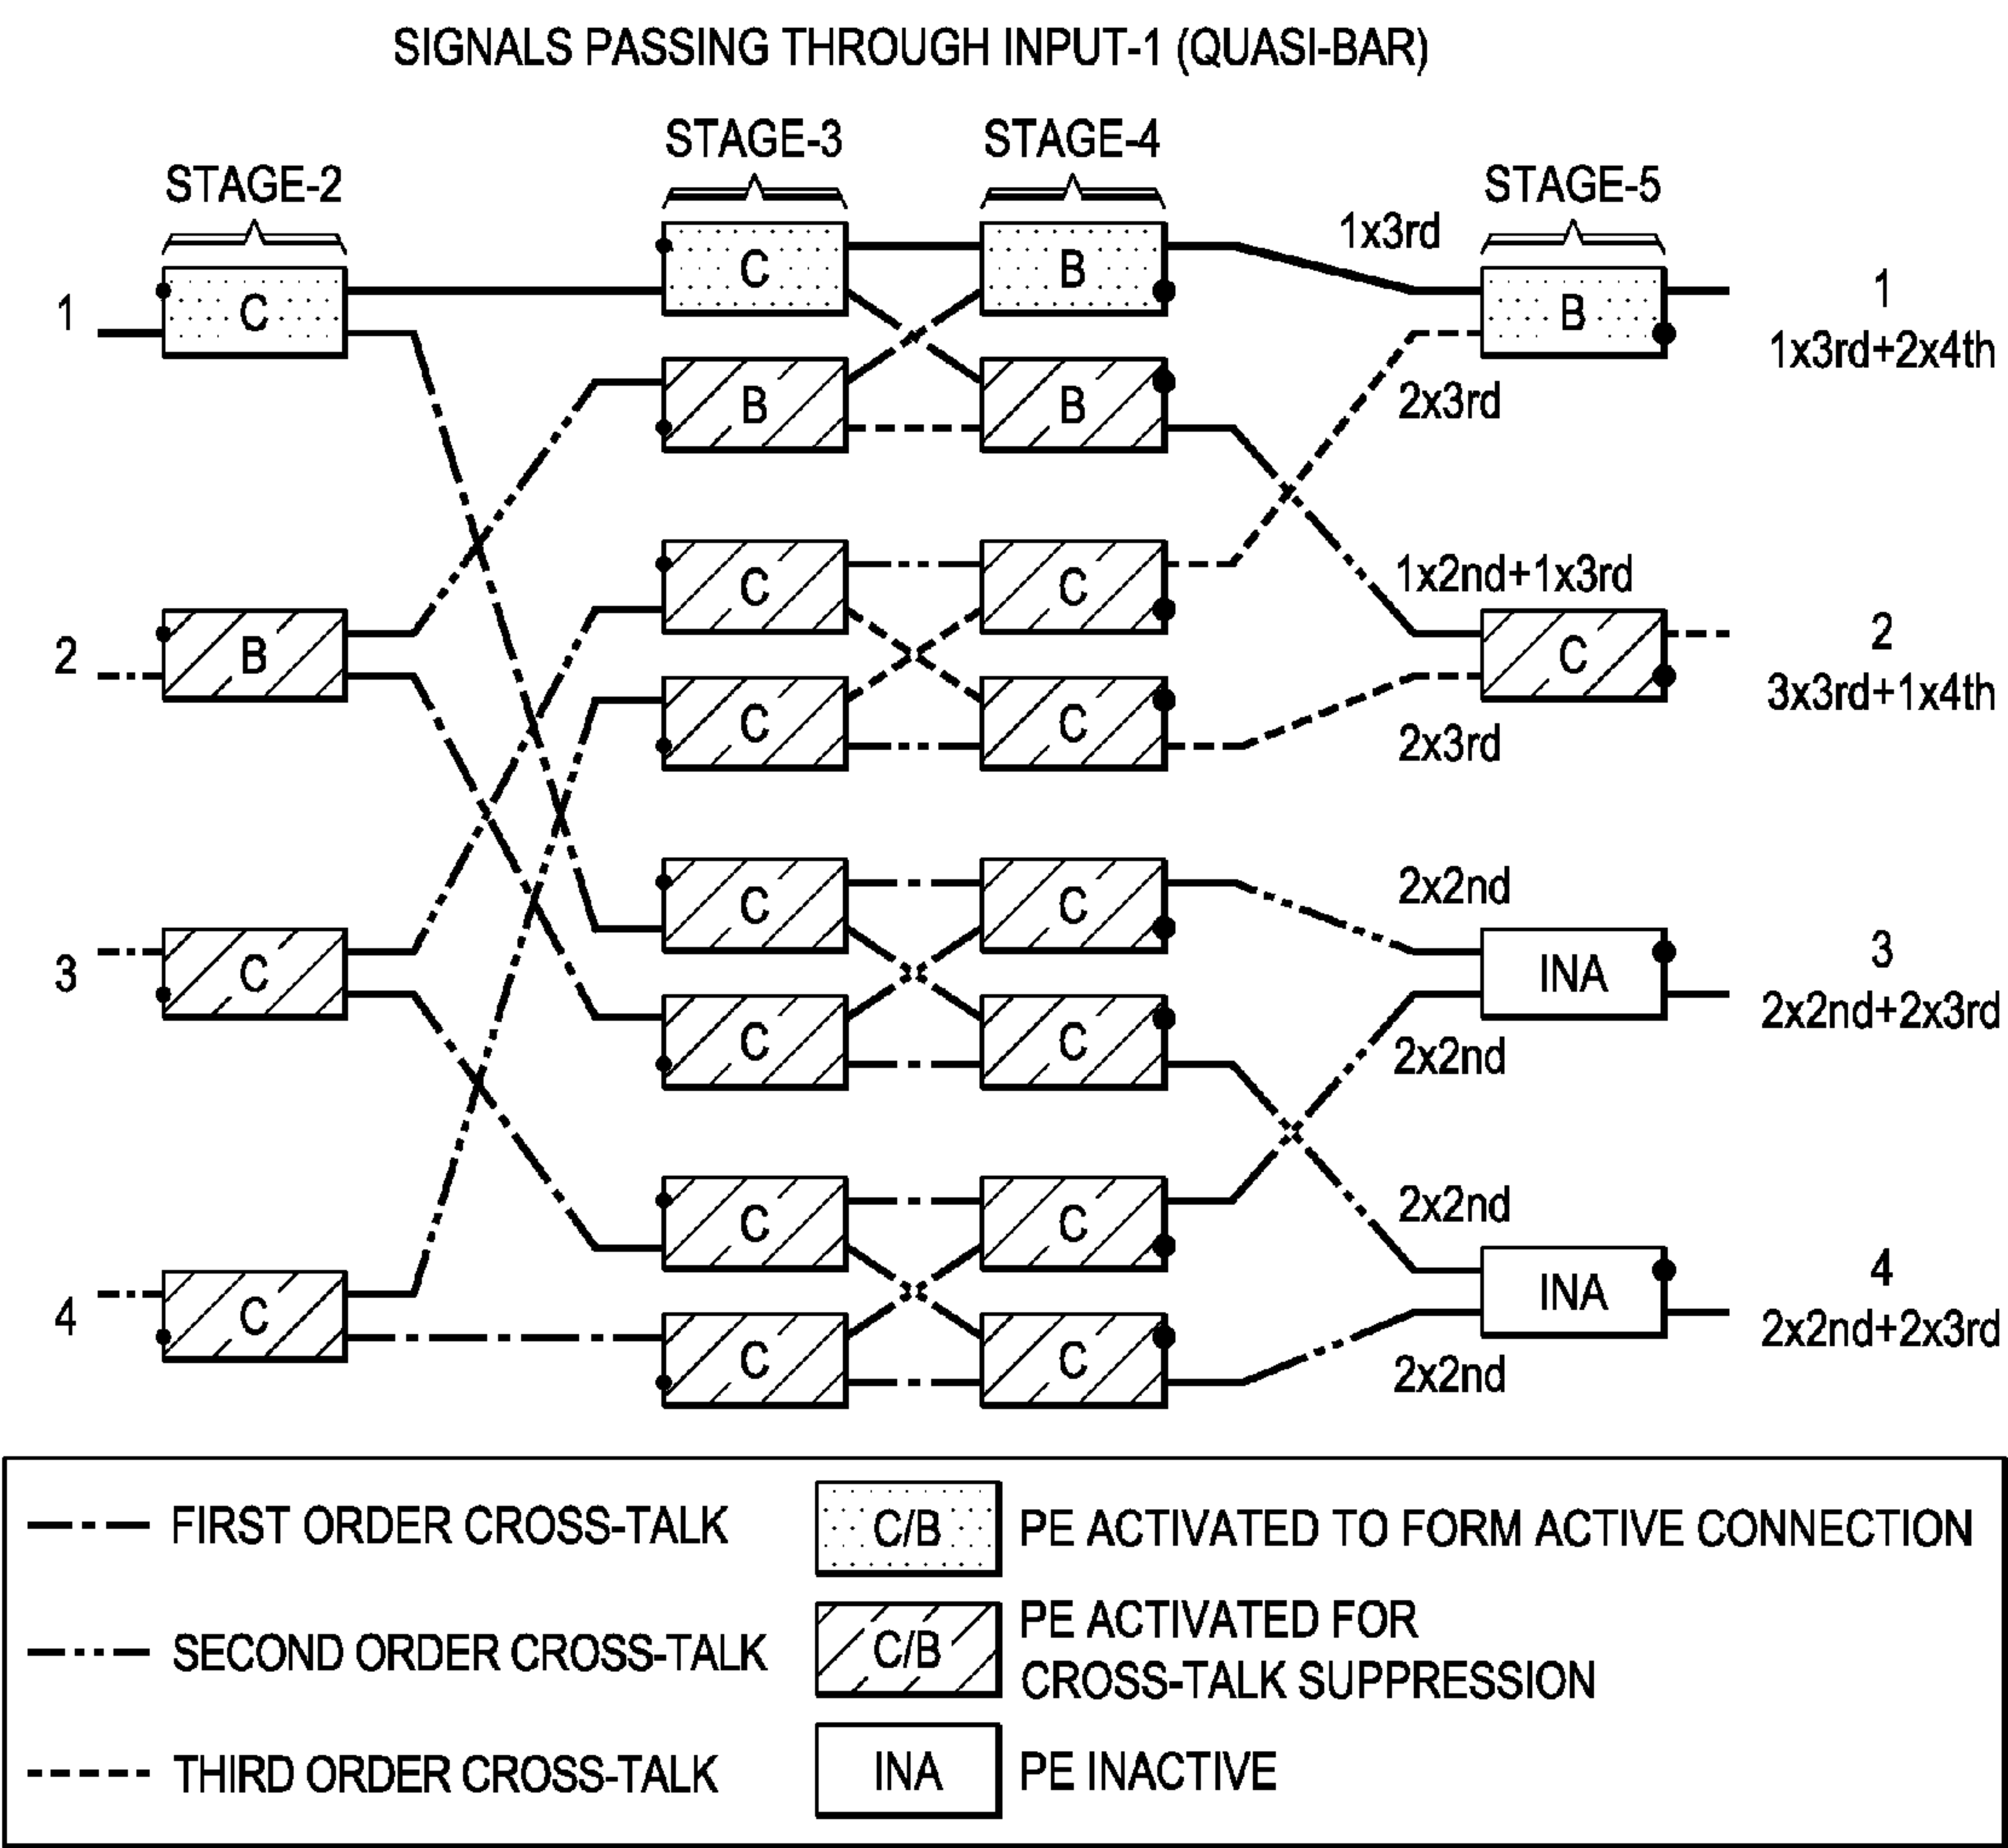 SIGNALS PASSING THROUGH INPUT-1 (QUASI-BAR)
STAGE-2
STAGE-3
STAGE-4
STAGE-5
1
C
C
B
1x3rd
B
1
1x3rd+2x4th
B
B
2x3rd
2
B
C
C
1x2nd+1x3rd
C
2
3x3rd+1x4th
C
C
2x3rd
3
C
C
C
2x2nd
INA
3
2x2nd+2x3rd
C
C
2x2nd
4
C
C
C
2x2nd
INA
4
2x2nd+2x3rd
C
C
2x2nd
FIRST ORDER CROSS-TALK
C/B
PE ACTIVATED TO FORM ACTIVE CONNECTION
SECOND ORDER CROSS-TALK
C/B
PE ACTIVATED FOR
CROSS-TALK SUPPRESSION
THIRD ORDER CROSS-TALK
INA
PE INACTIVE